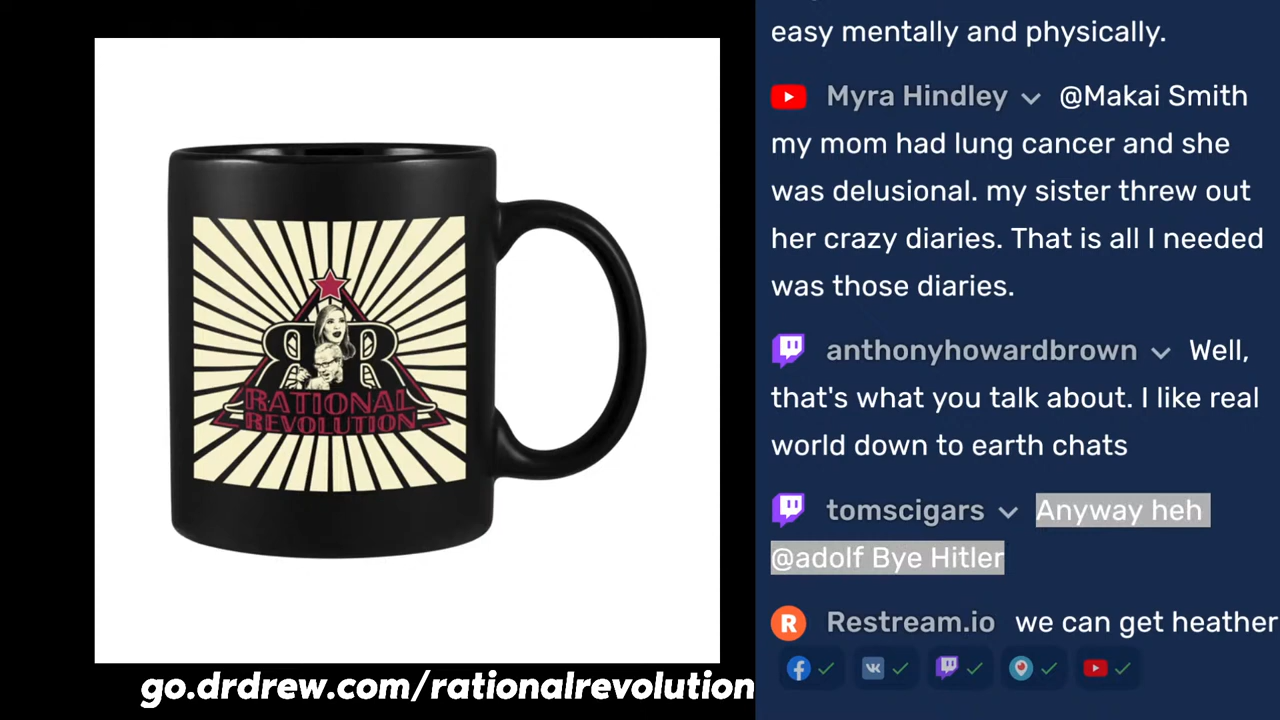 RATIONAL
REVOLUTION
go.drdrew.com/rationalrevolution
easy mentally and physically.
Myra Hindley @Makai Smith
my mom had lung cancer and she
was delusional. my sister threw out
her crazy diaries. That is all I needed
was those diaries.
anthonyhowardbrown Well,
that's what you talk about. I like real
world down to earth chats
tomscigars Anyway heh
@adolf Bye Hitler
R Restream.io we can get heather